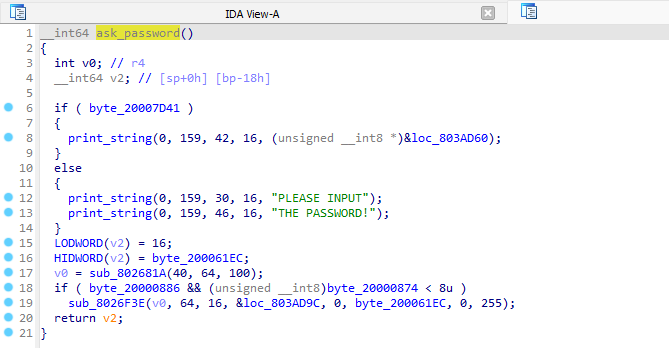 IDA View-A
1 __int64 ask_password()
2 {
3 int v0; // r4
4 __int64 v2; // [sp+0h] [bp-18h]
5
6 if ( byte_20007D41 )
7 {
8 print_string(0, 159, 42, 16, (unsigned __int8 *)&loc_803AD60);
9 }
10 else
11 {
12 print_string(0, 159, 30, 16, "PLEASE INPUT");
13 print_string(0, 159, 46, 16, "THE PASSWORD!");
14 }
15 LODWORD(v2) = 16;
16 HIDWORD(v2) = byte_200061EC;
17 v0 = sub_802681A(40, 64, 100);
18 if ( byte_20000886 && (unsigned __int8)byte_20000874 < 8u )
19 sub_8026F3E(v0, 64, 16, &loc_803AD9C, 0, byte_200061EC, 0, 255);
20 return v2;
21 }